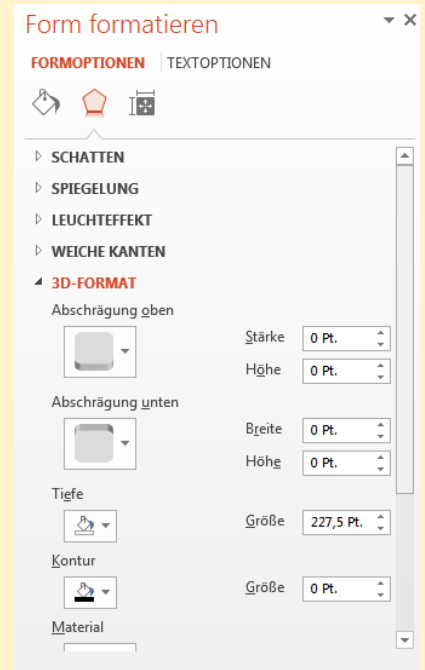 Form formatieren
FORMOPTIONEN TEXTOPTIONEN
SCHATTEN
SPIEGELUNG
LEUCHTEFFEKT
WEICHE KANTEN
3D-FORMAT
Abschrägung oben
Stärke 0 Pt.
Höhe 0 Pt.
Abschrägung unten
Breite 0 Pt.
Höhe 0 Pt.
Tiefe
Größe 227,5 Pt.
Kontur
Größe 0 Pt.
Material